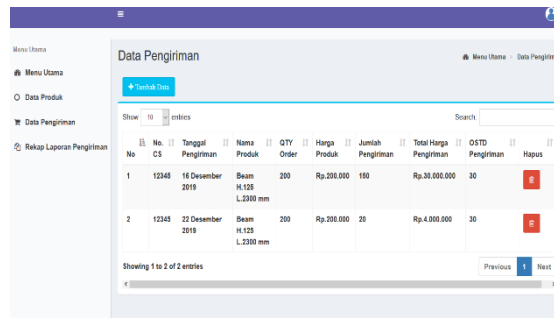 Menu Utama
Menu Utama
Data Produk
Data Pengiriman
Rekap Laporan Pengiriman
Data Pengiriman
Menu Utama > Data Pengirim
+ Tambah Data
Show 10 entries
Search:
No No. CS Tanggal Pengiriman Nama Produk QTY Order Harga Produk Jumlah Pengiriman Total Harga Pengiriman OSTD Pengiriman Hapus
1 12345 16 Desember 2019 Beam H.125 L.2300 mm 200 Rp.200.000 150 Rp.30.000.000 30
2 12345 22 Desember 2019 Beam H.125 L.2300 mm 200 Rp.200.000 20 Rp.4.000.000 30
Showing 1 to 2 of 2 entries
Previous 1 Next